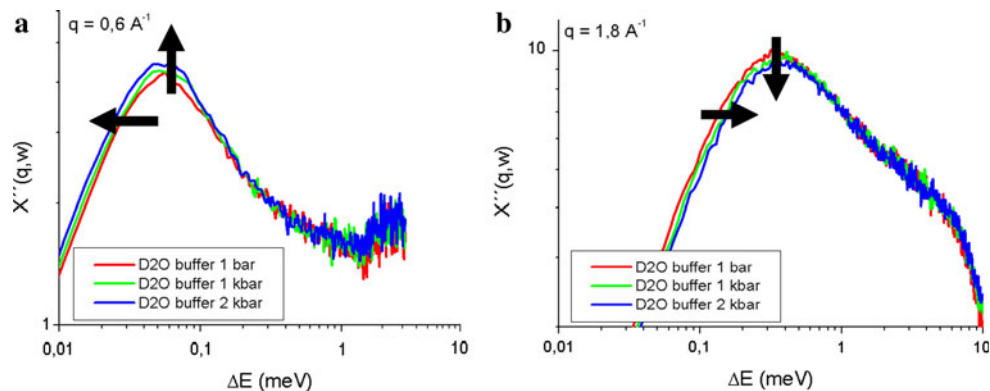 a
q = 0,6 A⁻¹
X´´(q,w)
1
D2O buffer 1 bar
D2O buffer 1 kbar
D2O buffer 2 kbar
0,01 0,1 1 10
ΔE (meV)
b
q = 1,8 A⁻¹
10
X´´(q,w)
D2O buffer 1 bar
D2O buffer 1 kbar
D2O buffer 2 kbar
0,01 0,1 1 10
ΔE (meV)